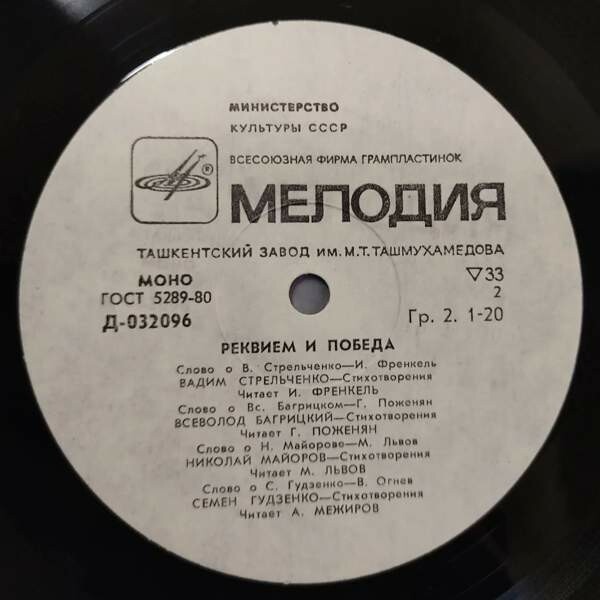 МИНИСТЕРСТВО
КУЛЬТУРЫ СССР
ВСЕСОЮЗНАЯ ФИРМА ГРАМПЛАСТИНОК
®
МЕЛОДИЯ
ТАШКЕНТСКИЙ ЗАВОД ИМ. М.Т. ТАШМУХАМЕДОВА
МОНО ▽33
ГОСТ 5289-80 2
Д-032096 Гр. 2. 1-20
РЕКВИЕМ И ПОБЕДА
Слово о В. Стрельченко—И. Френкель
ВАДИМ СТРЕЛЬЧЕНКО—Стихотворения
Читает И. ФРЕНКЕЛЬ
Слово о Вс. Багрицком—Г. Поженян
ВСЕВОЛОД БАГРИЦКИЙ—Стихотворения
Читает Г. ПОЖЕНЯН
Слово о Н. Майорове—М. Львов
НИКОЛАЙ МАЙОРОВ—Стихотворения
Читает М. ЛЬВОВ
Слово о С. Гудзенко—В. Огнев
СЕМЕН ГУДЗЕНКО—Стихотворения
Читает А. МЕЖИРОВ